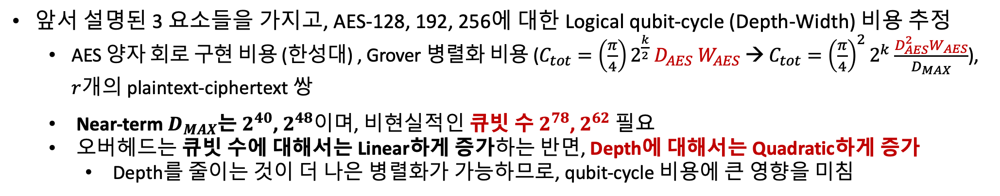 • 앞서 설명된 3 요소들을 가지고, AES-128, 192, 256에 대한 Logical qubit-cycle (Depth-Width) 비용 추정
• AES 양자 회로 구현 비용 (한성대) , Grover 병렬화 비용 ($C_{tot} = \left(\frac{\pi}{4}\right) 2^{\frac{k}{2}} D_{AES} W_{AES}$ → $C_{tot} = \left(\frac{\pi}{4}\right)^2 2^k \frac{D_{AES}^2 W_{AES}}{D_{MAX}}$),
$r$개의 plaintext-ciphertext 쌍
• Near-term $D_{MAX}$는 $2^{40}, 2^{48}$이며, 비현실적인 큐빗 수 $2^{78}, 2^{62}$ 필요
• 오버헤드는 큐빗 수에 대해서는 Linear하게 증가하는 반면, Depth에 대해서는 Quadratic하게 증가
• Depth를 줄이는 것이 더 나은 병렬화가 가능하므로, qubit-cycle 비용에 큰 영향을 미침